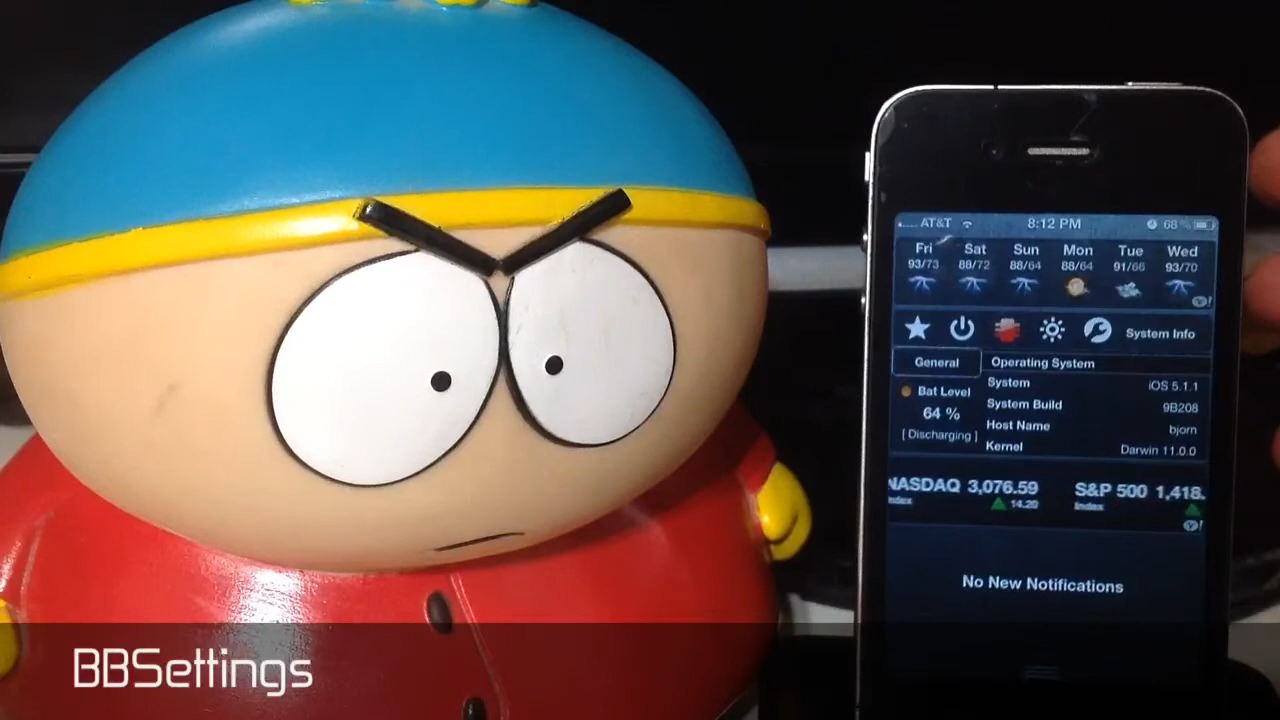 AT&T 8:12 PM 68%
Fri Sat Sun Mon Tue Wed
93/73 88/72 88/64 88/64 91/66 93/70
Y!
System Info
General Operating System
Bat Level System iOS 5.1.1
64 % System Build 9B208
[ Discharging ] Host Name bjorn
Kernel Darwin 11.0.0
NASDAQ 3,076.59 S&P 500 1,418.
Index 14.20 Index
Y!
No New Notifications
BBSettings